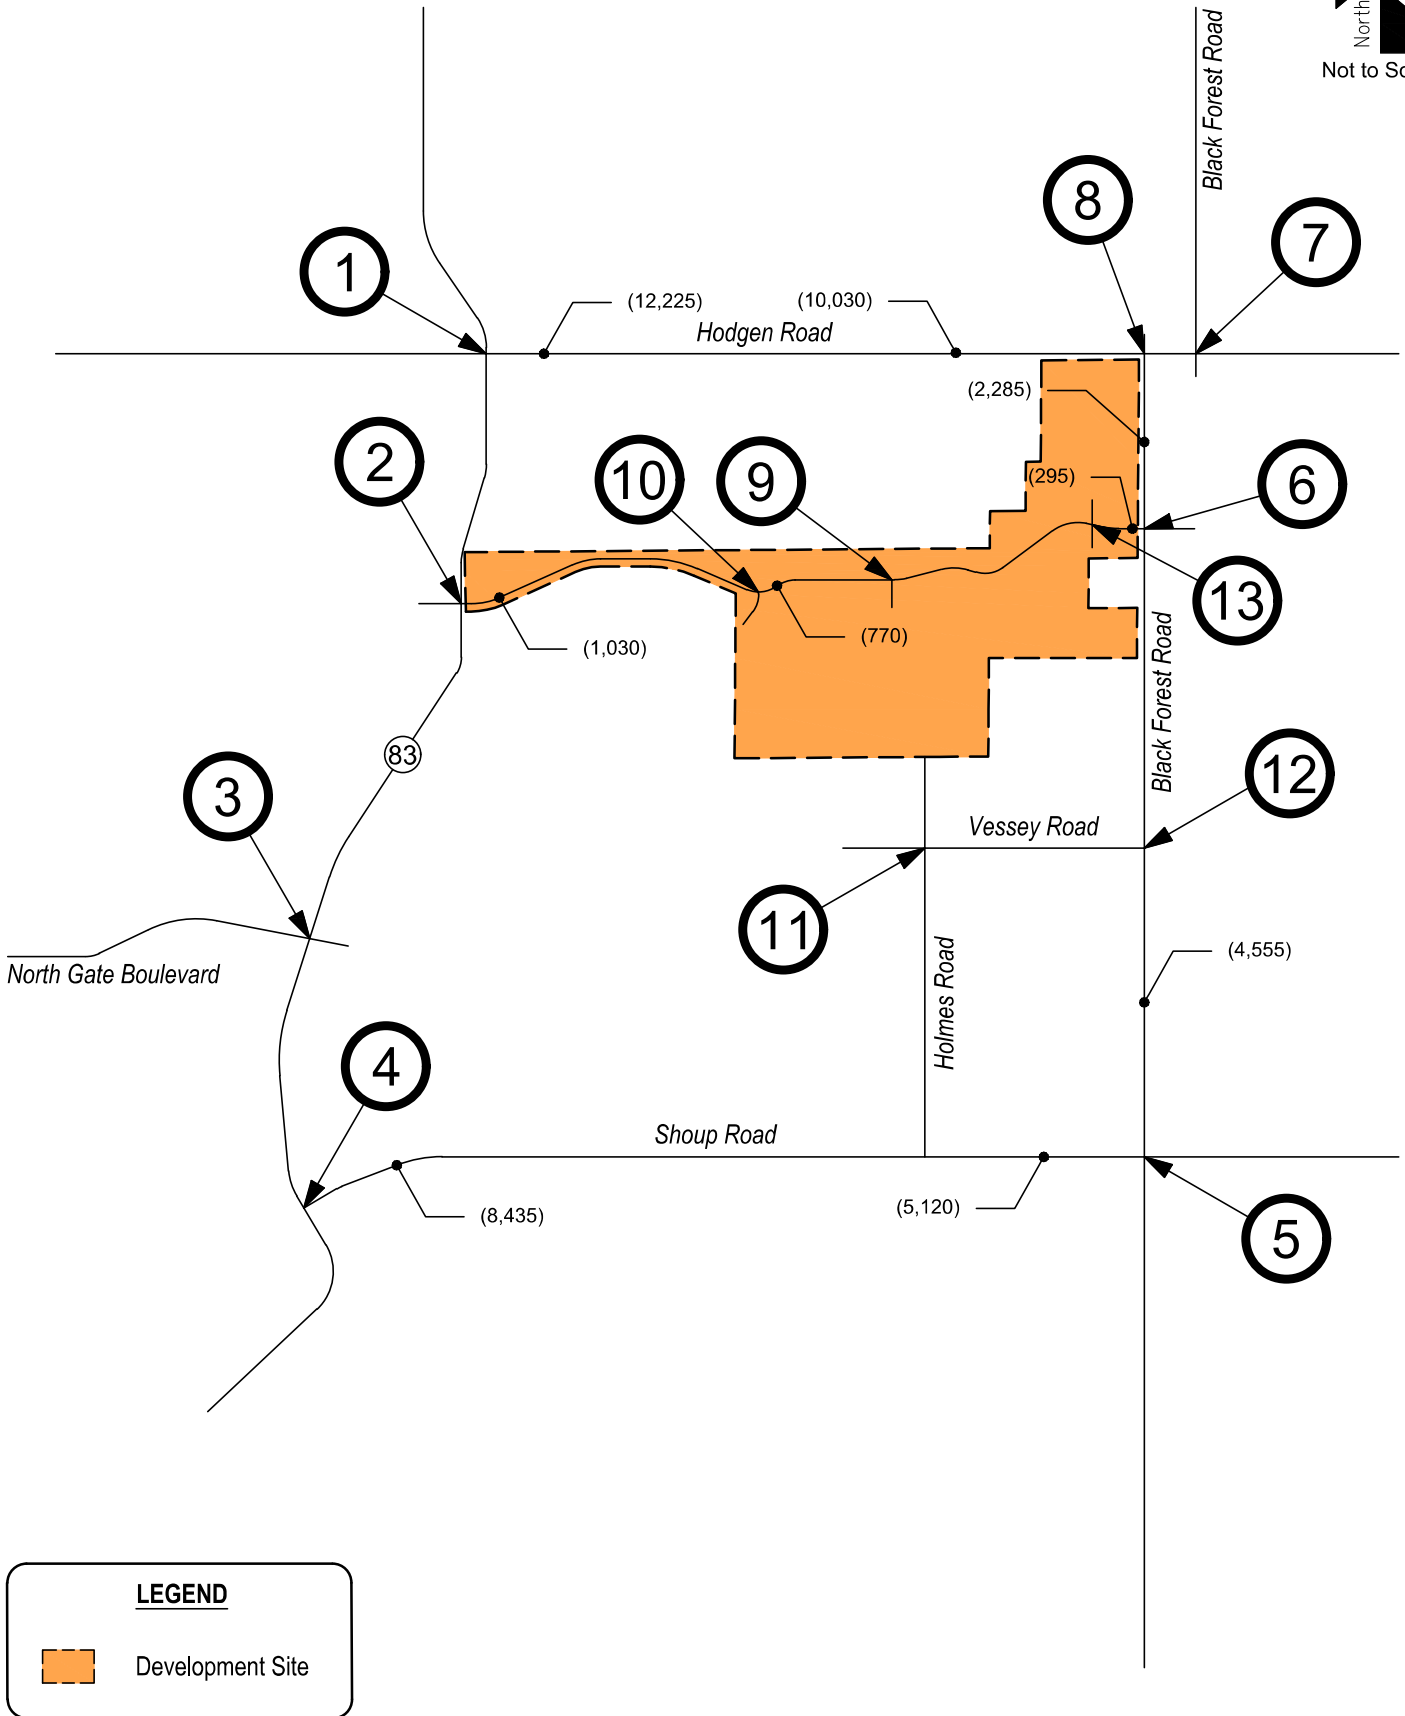 Black Forest Road
North
Not to Sc
8
7
1
(12,225)
(10,030)
Hodgen Road
(2,285)
2
10
9
(295)
6
13
(1,030)
(770)
Black Forest Road
83
3
12
Vessey Road
11
North Gate Boulevard
Holmes Road
(4,555)
4
Shoup Road
(8,435)
(5,120)
5
LEGEND
Development Site